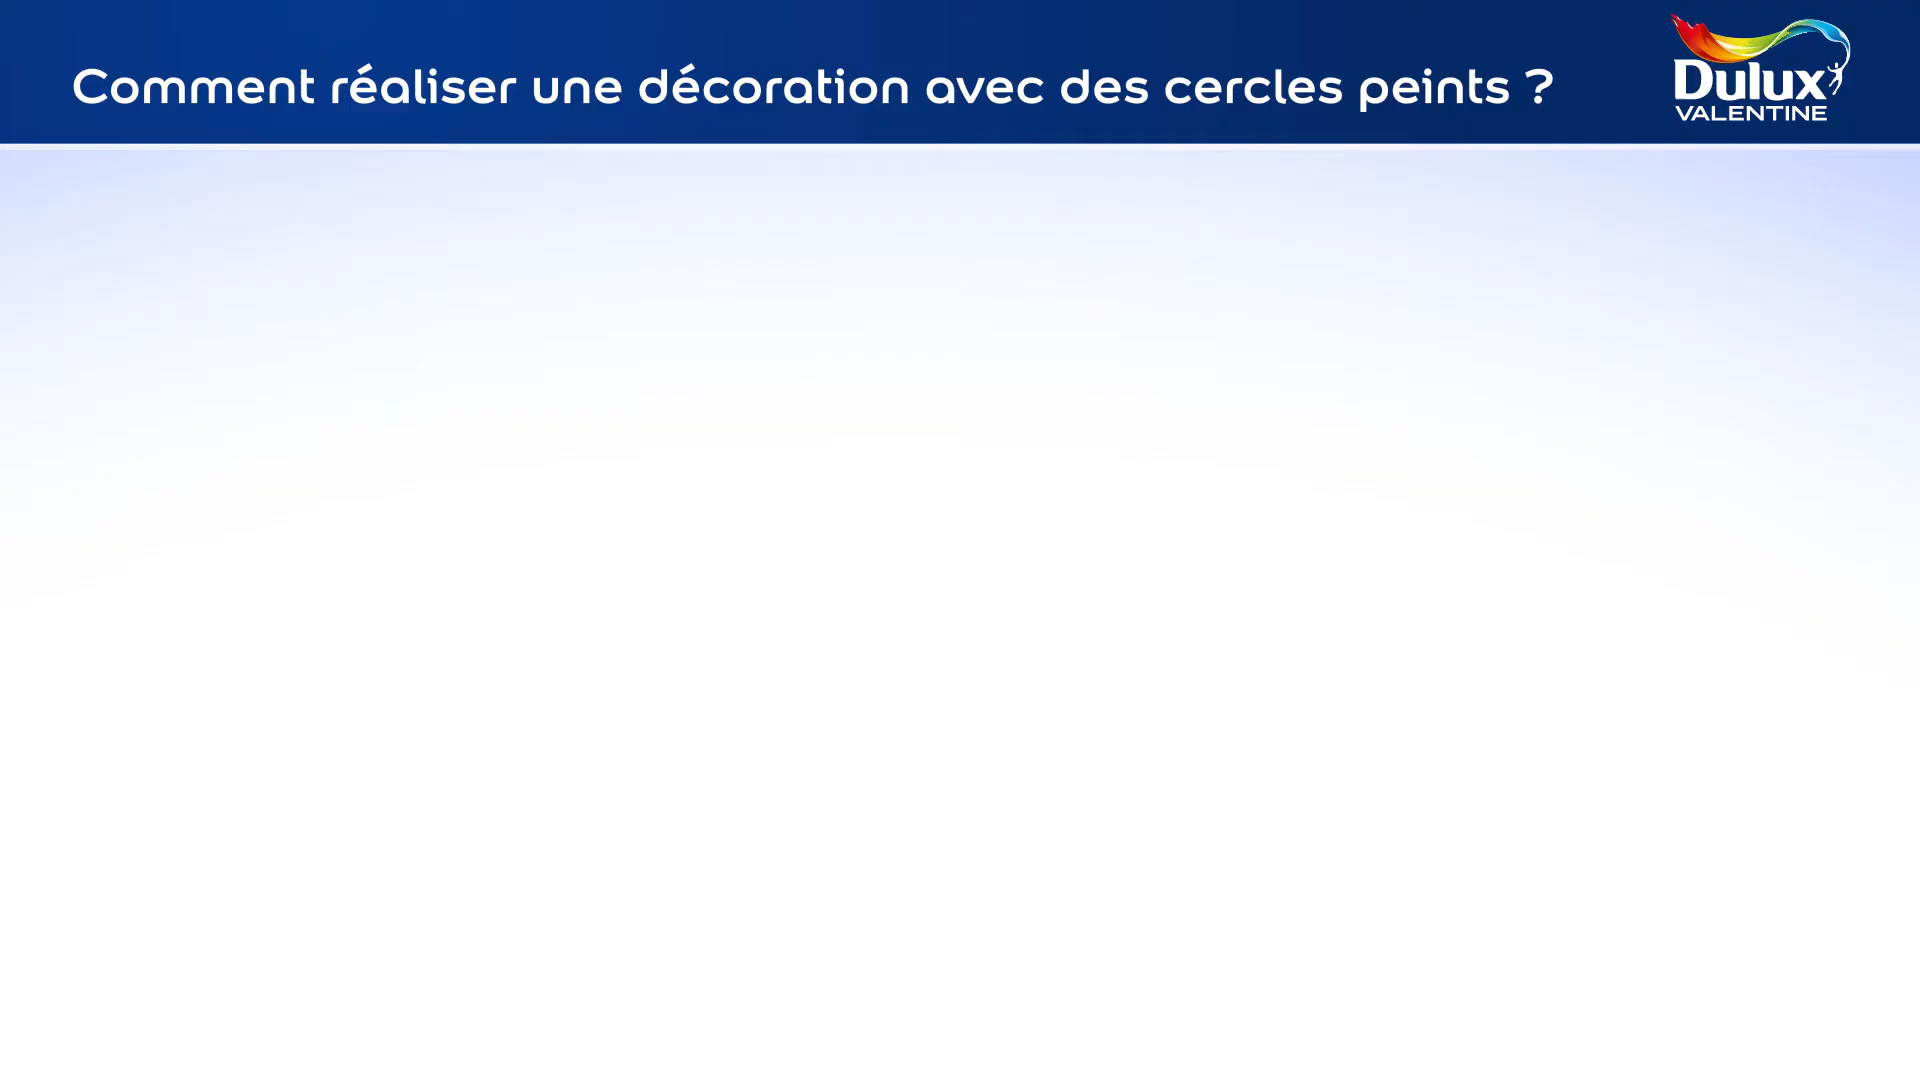 Comment réaliser une décoration avec des cercles peints ?
Dulux
VALENTINE